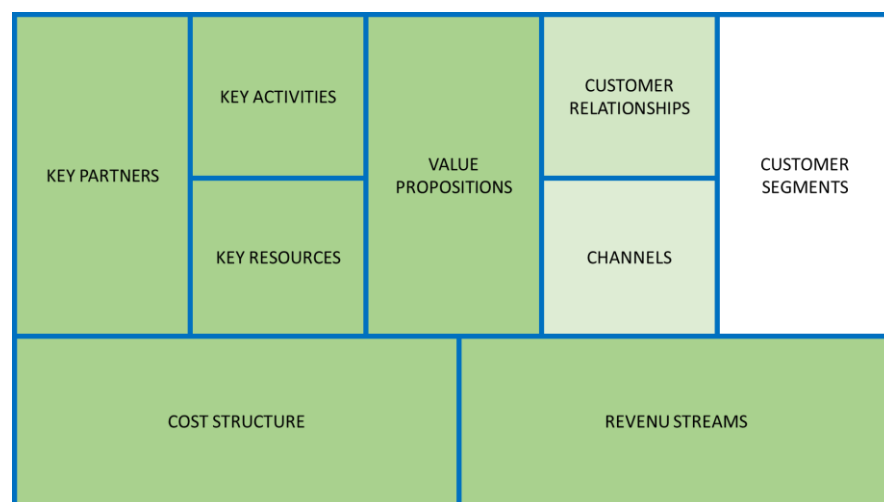 KEY PARTNERS
KEY ACTIVITIES
KEY RESOURCES
VALUE
PROPOSITIONS
CUSTOMER
RELATIONSHIPS
CHANNELS
CUSTOMER
SEGMENTS
COST STRUCTURE
REVENU STREAMS